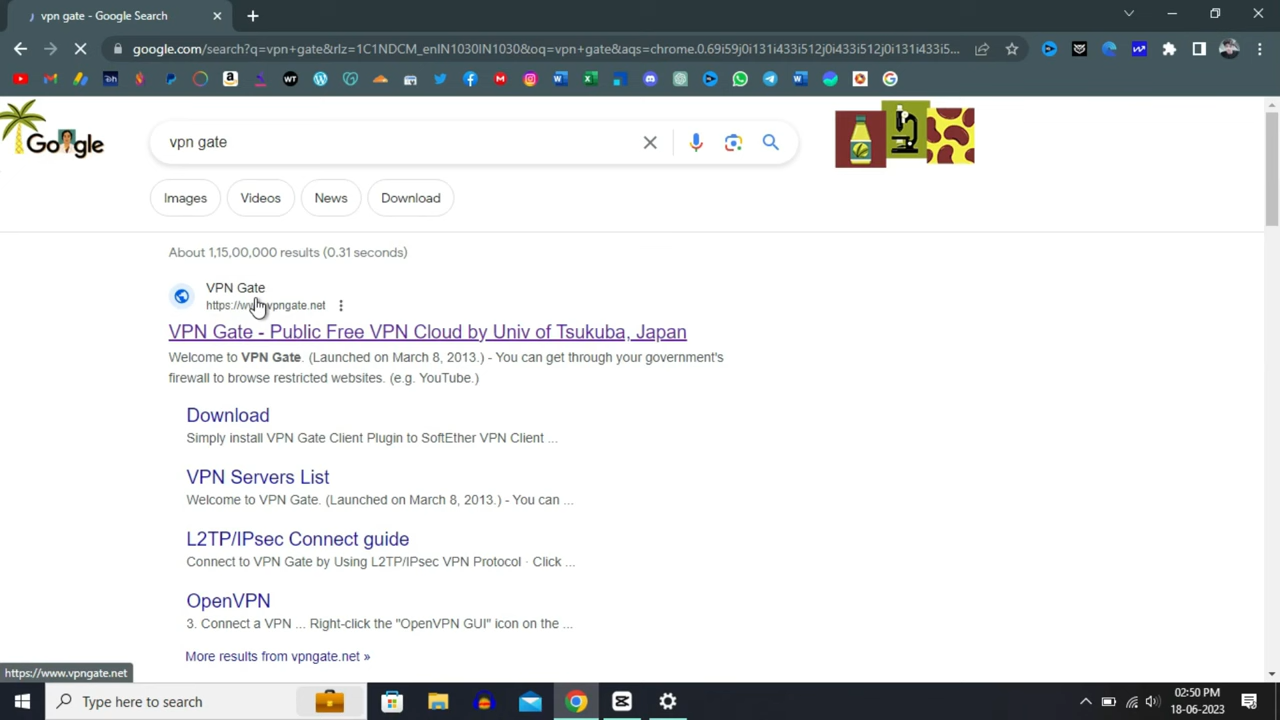 vpn gate - Google Search
google.com/search?q=vpn+gate&rlz=1C1NDCM_enIN1030IN1030&oq=vpn+gate&aqs=chrome.0.69i59j0i131i433i512j0i433i512j0i131i433i5...
Google
vpn gate
Images
Videos
News
Download
About 1,15,00,000 results (0.31 seconds)
VPN Gate
https://www.vpngate.net
VPN Gate - Public Free VPN Cloud by Univ of Tsukuba, Japan
Welcome to VPN Gate. (Launched on March 8, 2013.) - You can get through your government's
firewall to browse restricted websites. (e.g. YouTube.)
Download
Simply install VPN Gate Client Plugin to SoftEther VPN Client ...
VPN Servers List
Welcome to VPN Gate. (Launched on March 8, 2013.) - You can ...
L2TP/IPsec Connect guide
Connect to VPN Gate by Using L2TP/IPsec VPN Protocol · Click ...
OpenVPN
3. Connect a VPN ... Right-click the "OpenVPN GUI" icon on the ...
More results from vpngate.net »
https://www.vpngate.net
Type here to search
02:50 PM
18-06-2023